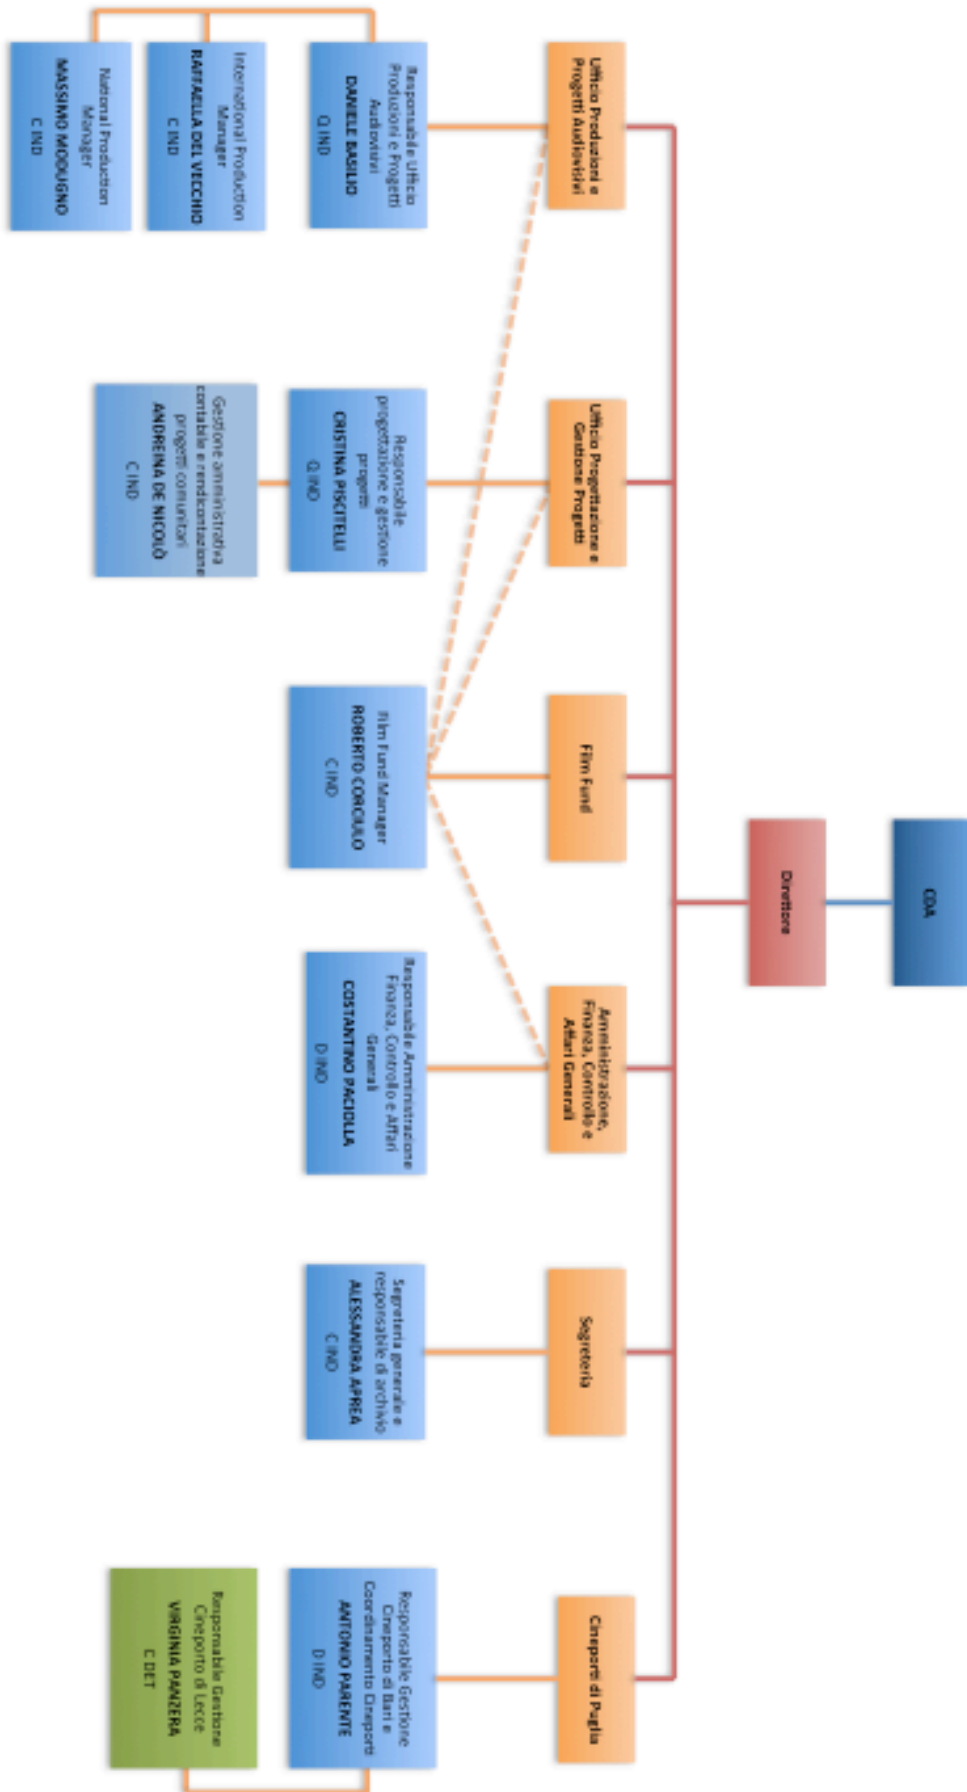 CDA
Direttore
Ufficio Produzioni e
Progetti Audiovisivi
Ufficio Progettazione e
Gestione Progetti
Film Fund
Amministrazione,
Finanza, Controllo e
Affari Generali
Segreteria
Cineporti di Puglia
Responsabile Ufficio
Produzioni e Progetti
Audiovisivi
DANIELE BASILIO
Q IND
Responsabile
progettazione e gestione
progetti
CRISTINA PISCITELLI
Q IND
Film Fund Manager
ROBERTO CORCIULO
C IND
Responsabile Amministrazione
Finanza, Controllo e Affari
Generali
COSTANTINO PACIOLLA
D IND
Segreteria generale e
responsabile di archivio
ALESSANDRA APREA
C IND
Responsabile Gestione
Cineporto di Bari e
Coordinamento Cineporti
ANTONIO PARENTE
D IND
International Production
Manager
RAFFAELLA DEL VECCHIO
C IND
National Production
Manager
MASSIMO MODUGNO
C IND
Gestione amministrativa
contabile e rendicontazione
progetti comunitari
ANDREINA DE NICOLÒ
C IND
Responsabile Gestione
Cineporto di Lecce
VIRGINIA PANZERA
C DET